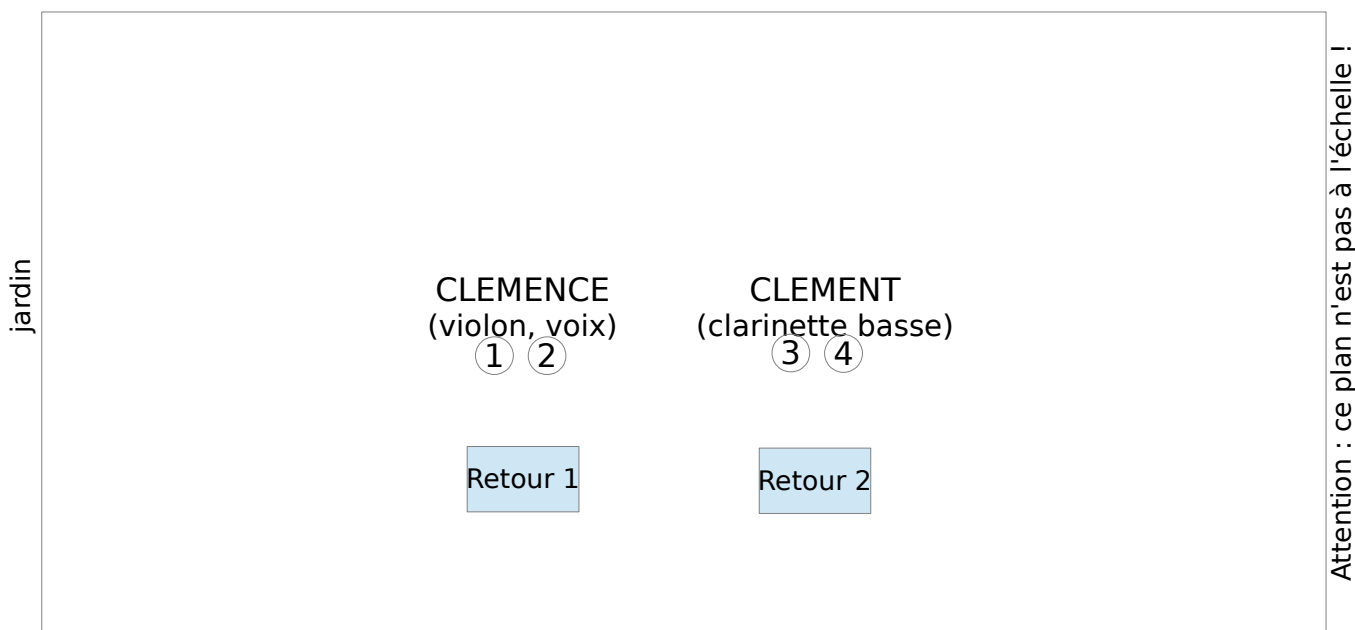 jardin
CLEMENCE
(violon, voix)
1 2
CLEMENT
(clarinette basse)
3 4
Retour 1
Retour 2
Attention : ce plan n'est pas à l'échelle !